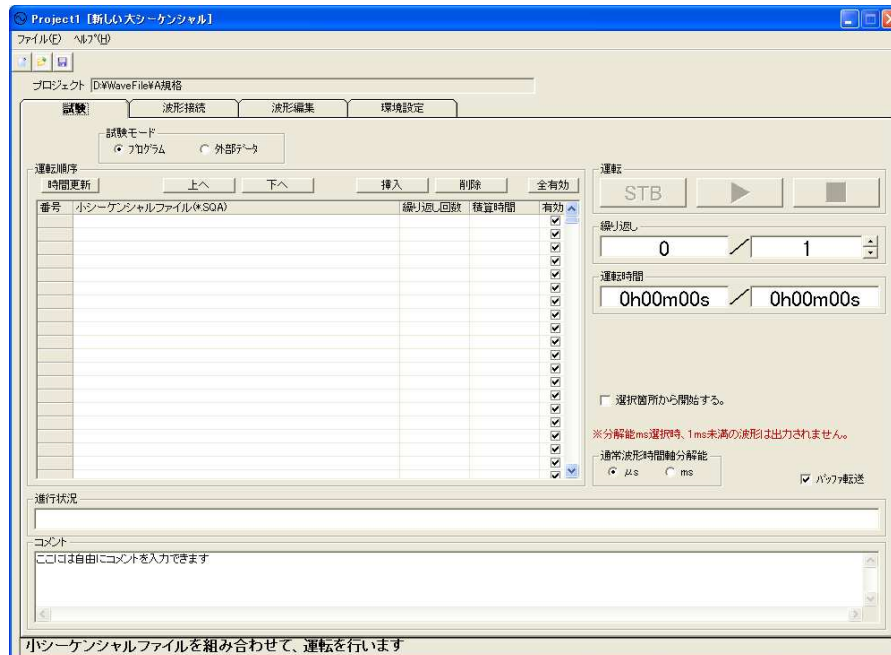 Project1 [新しい大シーケンシャル]
ファイル(F) ヘルプ(H)
プロジェクト D:¥WaveFile¥A規格
試験 波形接続 波形編集 環境設定
試験モード
プログラム 外部データ
運転順序
時間更新 上へ 下へ 挿入 削除 全有効
番号 小シーケンシャルファイル(*.SQA) 繰り返し回数 積算時間 有効
運転
STB
繰り返し
0 / 1
運転時間
0h00m00s / 0h00m00s
選択箇所から開始する。
※分解能ms選択時、1ms未満の波形は出力されません。
通常波形時間軸分解能
μs ms
バッファ転送
進行状況
コメント
ここには自由にコメントを入力できます
小シーケンシャルファイルを組み合わせて、運転を行います